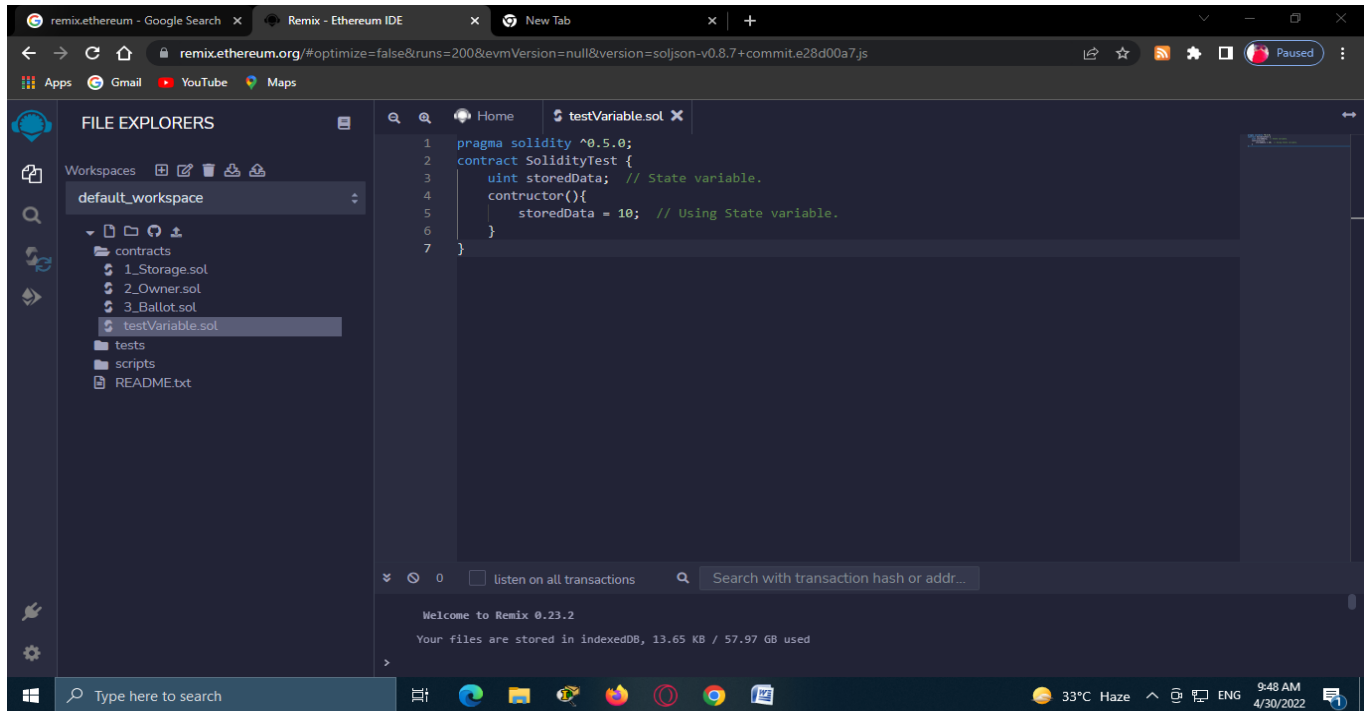 remix.ethereum - Google Search
Remix - Ethereum IDE
New Tab
remix.ethereum.org/#optimize=false&runs=200&evmVersion=null&version=soljson-v0.8.7+commit.e28d00a7.js
Paused
Apps
Gmail
YouTube
Maps
FILE EXPLORERS
Workspaces
default_workspace
contracts
1_Storage.sol
2_Owner.sol
3_Ballot.sol
testVariable.sol
tests
scripts
README.txt
Home
testVariable.sol
1 pragma solidity ^0.5.0;
2 contract SolidityTest {
3 uint storedData; // State variable.
4 contructor(){
5 storedData = 10; // Using State variable.
6 }
7 }
0
listen on all transactions
Search with transaction hash or addr...
Welcome to Remix 0.23.2
Your files are stored in indexedDB, 13.65 KB / 57.97 GB used
>
Type here to search
33°C Haze
ENG
9:48 AM
4/30/2022
1